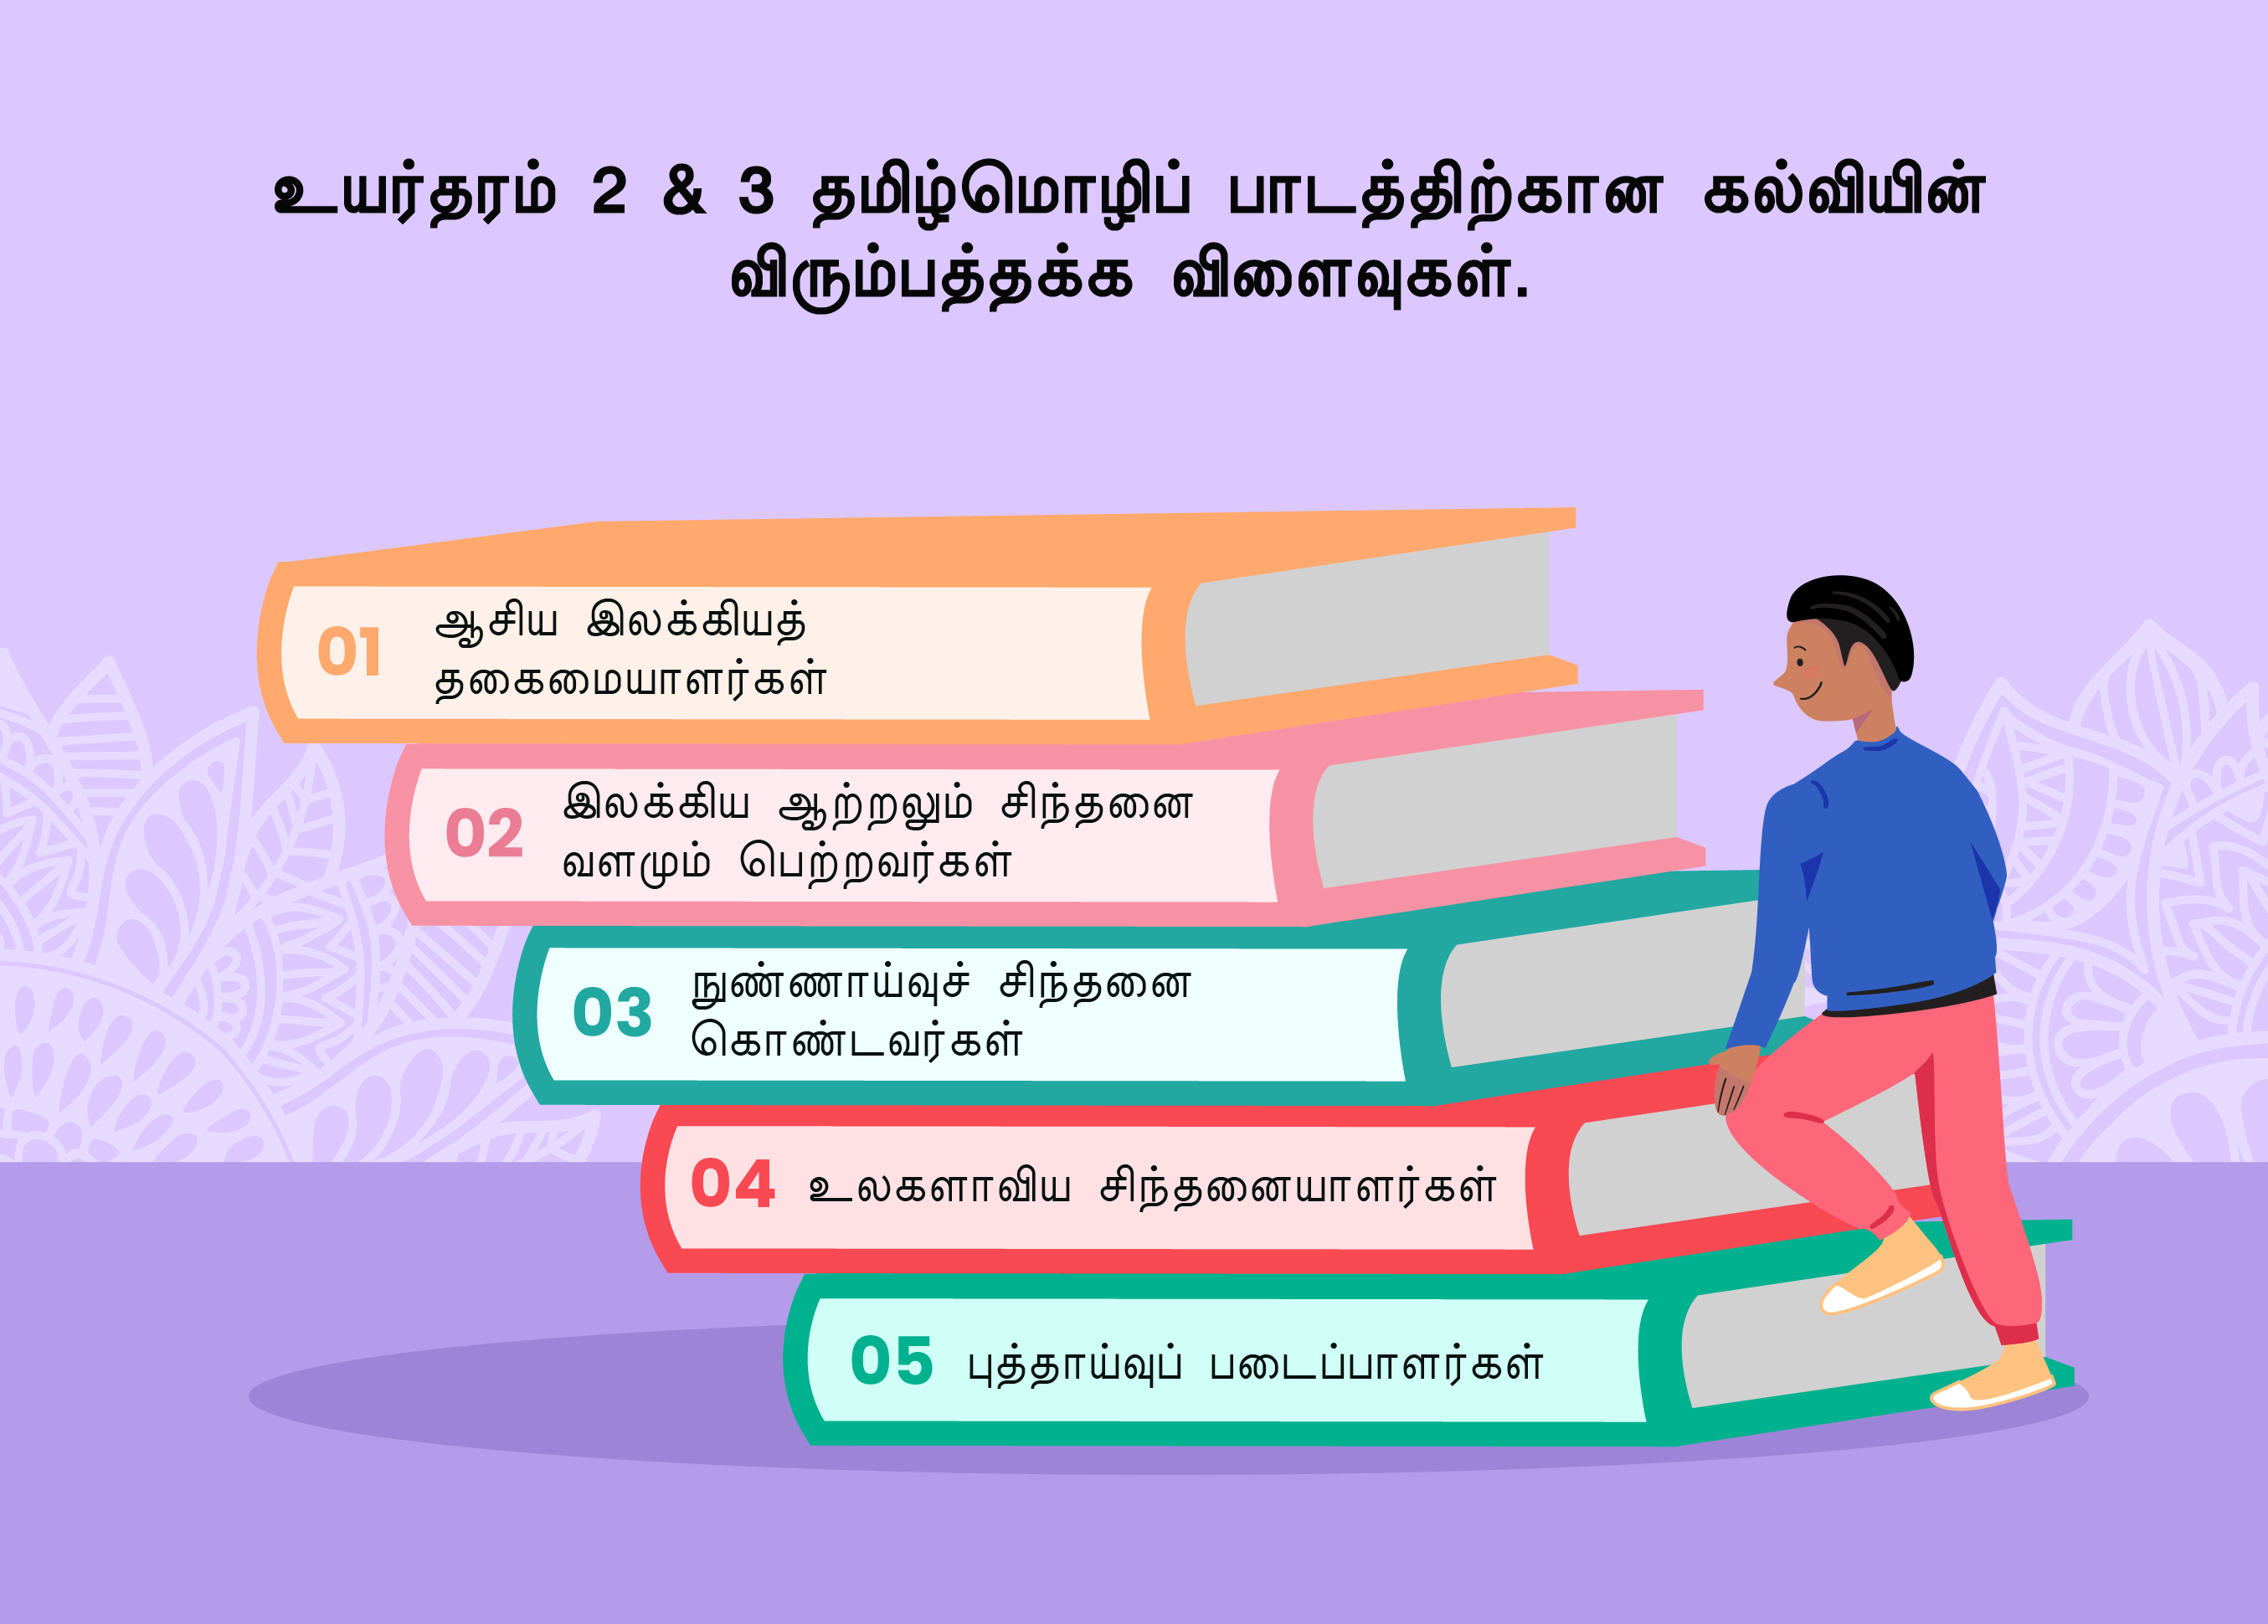 உயர்தரம் 2 & 3 தமிழ்மொழிப் பாடத்திற்கான கல்வியின்
விரும்பத்தக்க விளைவுகள்.
01 ஆசிய இலக்கியத்
தகைமையாளர்கள்
02 இலக்கிய ஆற்றலும் சிந்தனை
வளமும் பெற்றவர்கள்
03 நுண்ணாய்வுச் சிந்தனை
கொண்டவர்கள்
04 உலகளாவிய சிந்தனையாளர்கள்
05 புத்தாய்வுப் படைப்பாளர்கள்